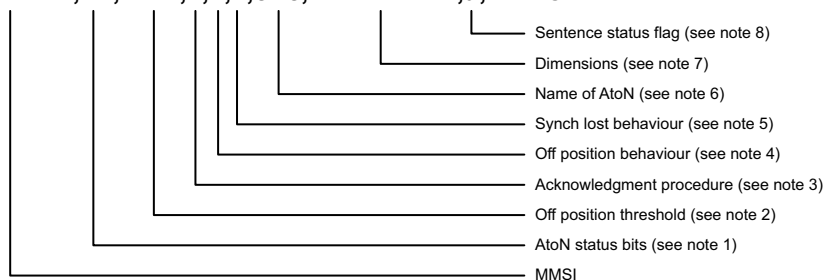 Sentence status flag (see note 8)
Dimensions (see note 7)
Name of AtoN (see note 6)
Synch lost behaviour (see note 5)
Off position behaviour (see note 4)
Acknowledgment procedure (see note 3)
Off position threshold (see note 2)
AtoN status bits (see note 1)
MMSI